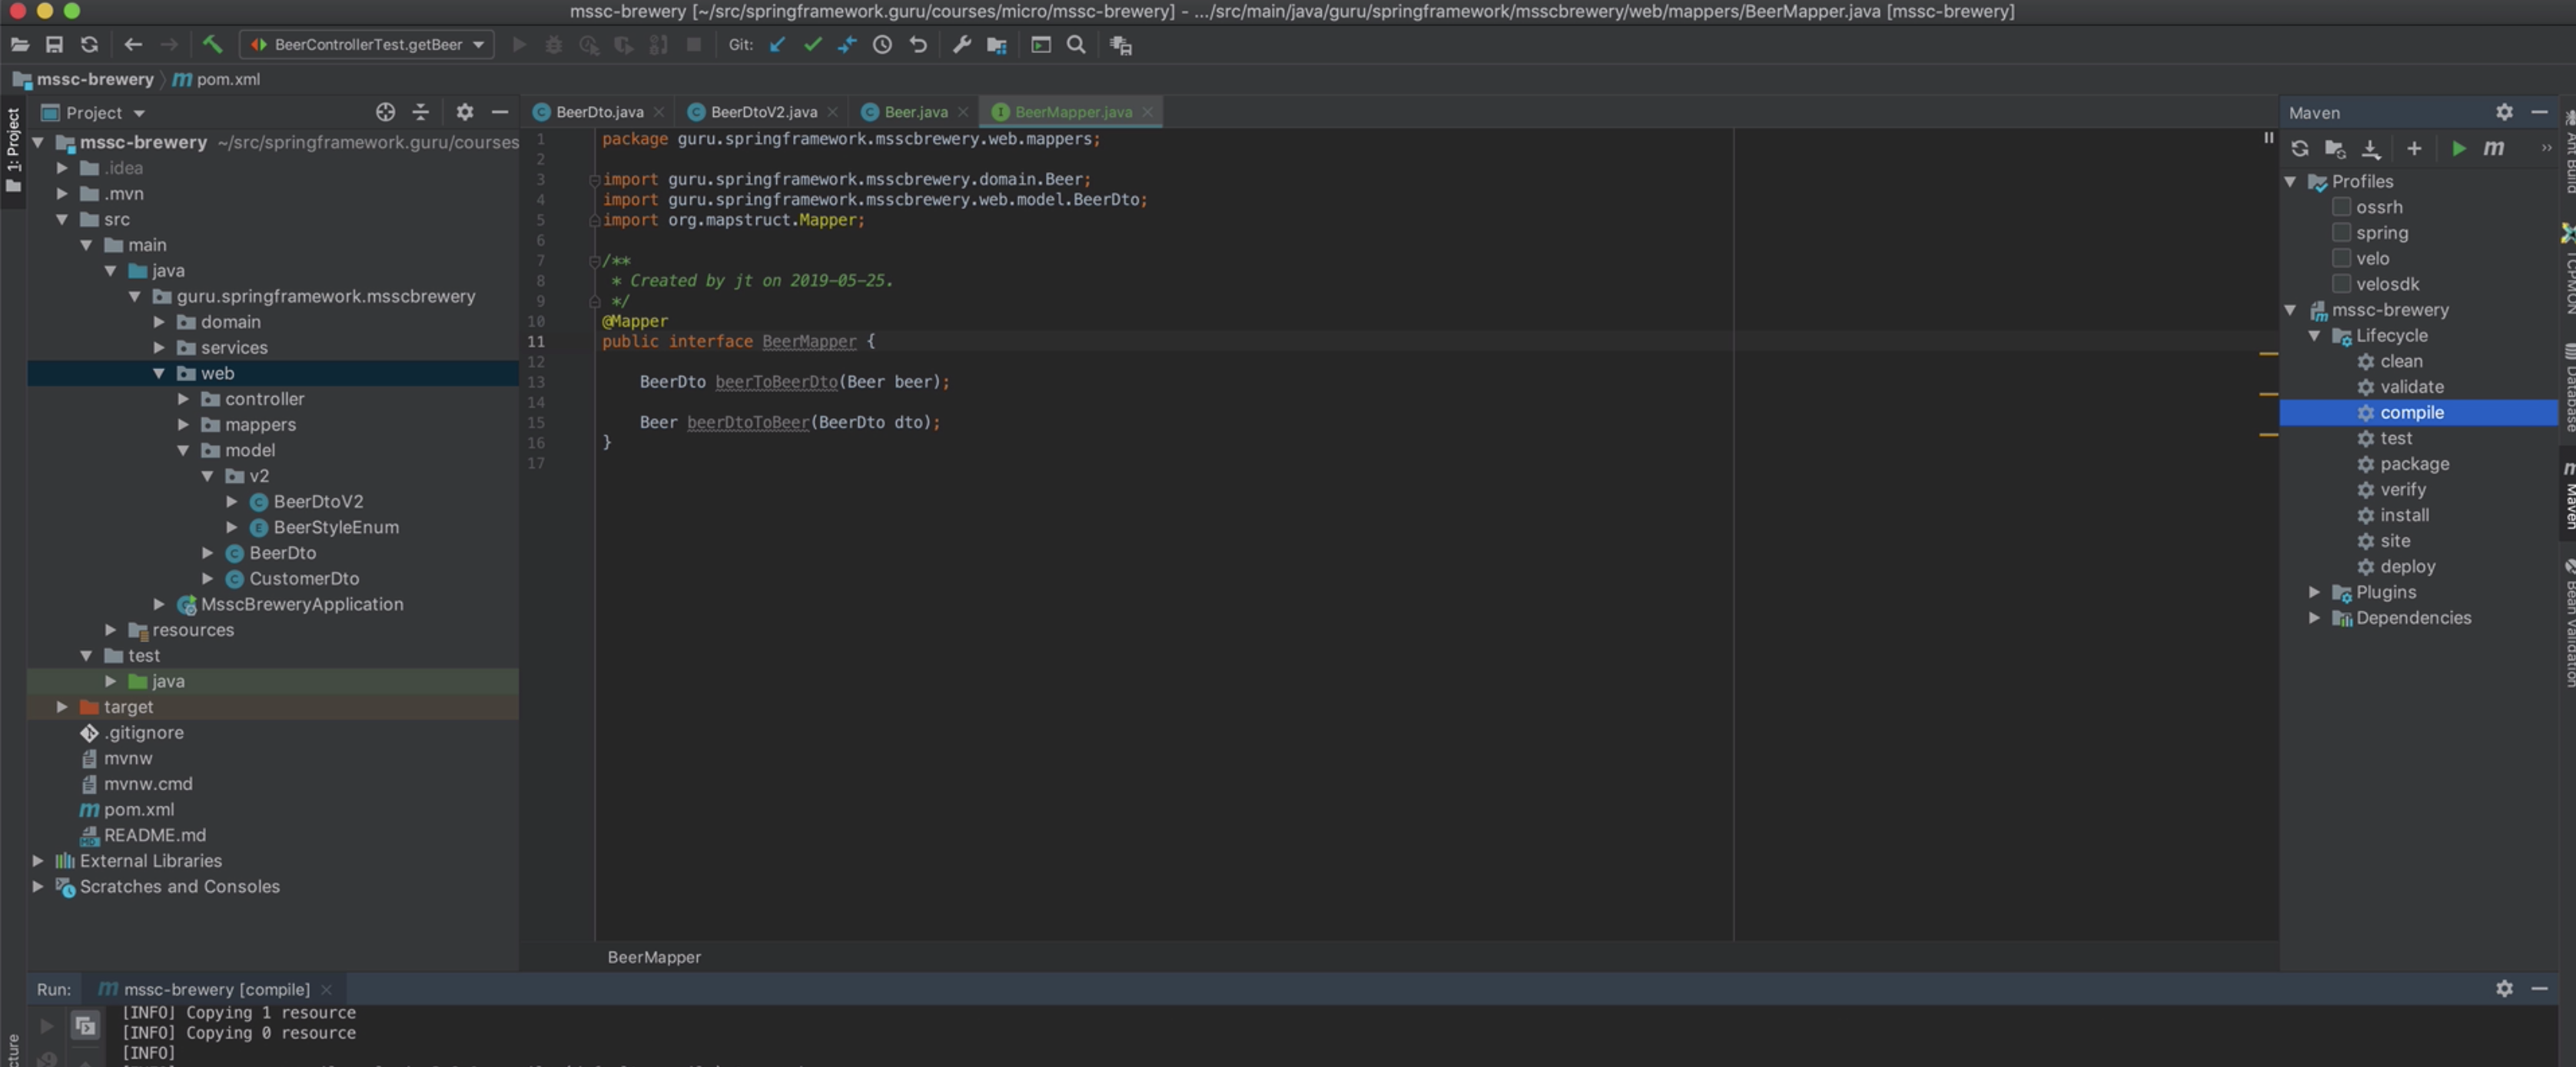 mssc-brewery [~/src/springframework.guru/courses/micro/mssc-brewery] - .../src/main/java/guru/springframework/msscbrewery/web/mappers/BeerMapper.java [mssc-brewery]
BeerControllerTest.getBeer
Git:
mssc-brewery
pom.xml
1: Project
Project
mssc-brewery ~/src/springframework.guru/courses
.idea
.mvn
src
main
java
guru.springframework.msscbrewery
domain
services
web
controller
mappers
model
v2
BeerDtoV2
BeerStyleEnum
BeerDto
CustomerDto
MsscBreweryApplication
resources
test
java
target
.gitignore
mvnw
mvnw.cmd
pom.xml
README.md
External Libraries
Scratches and Consoles
BeerDto.java
BeerDtoV2.java
Beer.java
BeerMapper.java
1 package guru.springframework.msscbrewery.web.mappers;
2
3 import guru.springframework.msscbrewery.domain.Beer;
4 import guru.springframework.msscbrewery.web.model.BeerDto;
5 import org.mapstruct.Mapper;
6
7 /**
8 * Created by jt on 2019-05-25.
9 */
10 @Mapper
11 public interface BeerMapper {
12
13 BeerDto beerToBeerDto(Beer beer);
14
15 Beer beerDtoToBeer(BeerDto dto);
16 }
17
BeerMapper
Maven
Profiles
ossrh
spring
velo
velosdk
mssc-brewery
Lifecycle
clean
validate
compile
test
package
verify
install
site
deploy
Plugins
Dependencies
Ant Build
TCPMON
Database
Maven
Bean Validation
Run:
mssc-brewery [compile]
[INFO] Copying 1 resource
[INFO] Copying 0 resource
[INFO]